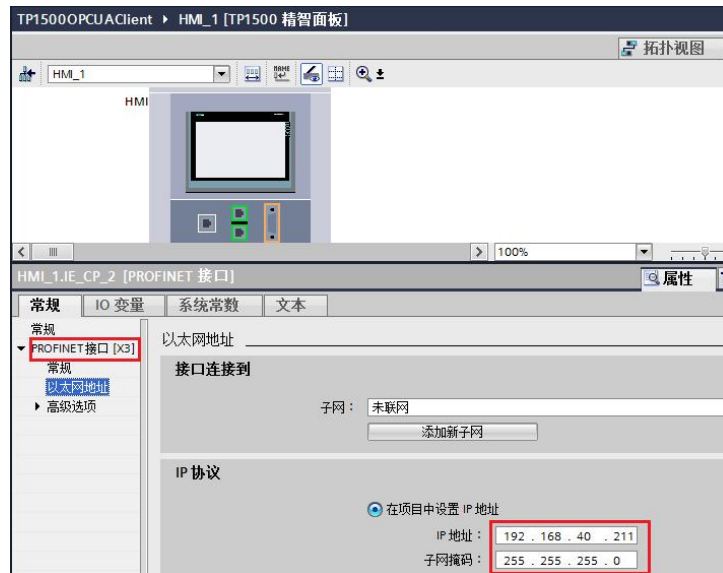 TP1500OPCUAClient ▸ HMI_1 [TP1500 精智面板]
拓扑视图
HMI_1
HMI
100%
HMI_1.IE_CP_2 [PROFINET 接口]
属性
常规 IO 变量 系统常数 文本
常规
PROFINET接口 [X3]
常规
以太网地址
高级选项
以太网地址
接口连接到
子网：
未联网
添加新子网
IP 协议
在项目中设置 IP 地址
IP 地址： 192 . 168 . 40 . 211
子网掩码： 255 . 255 . 255 . 0